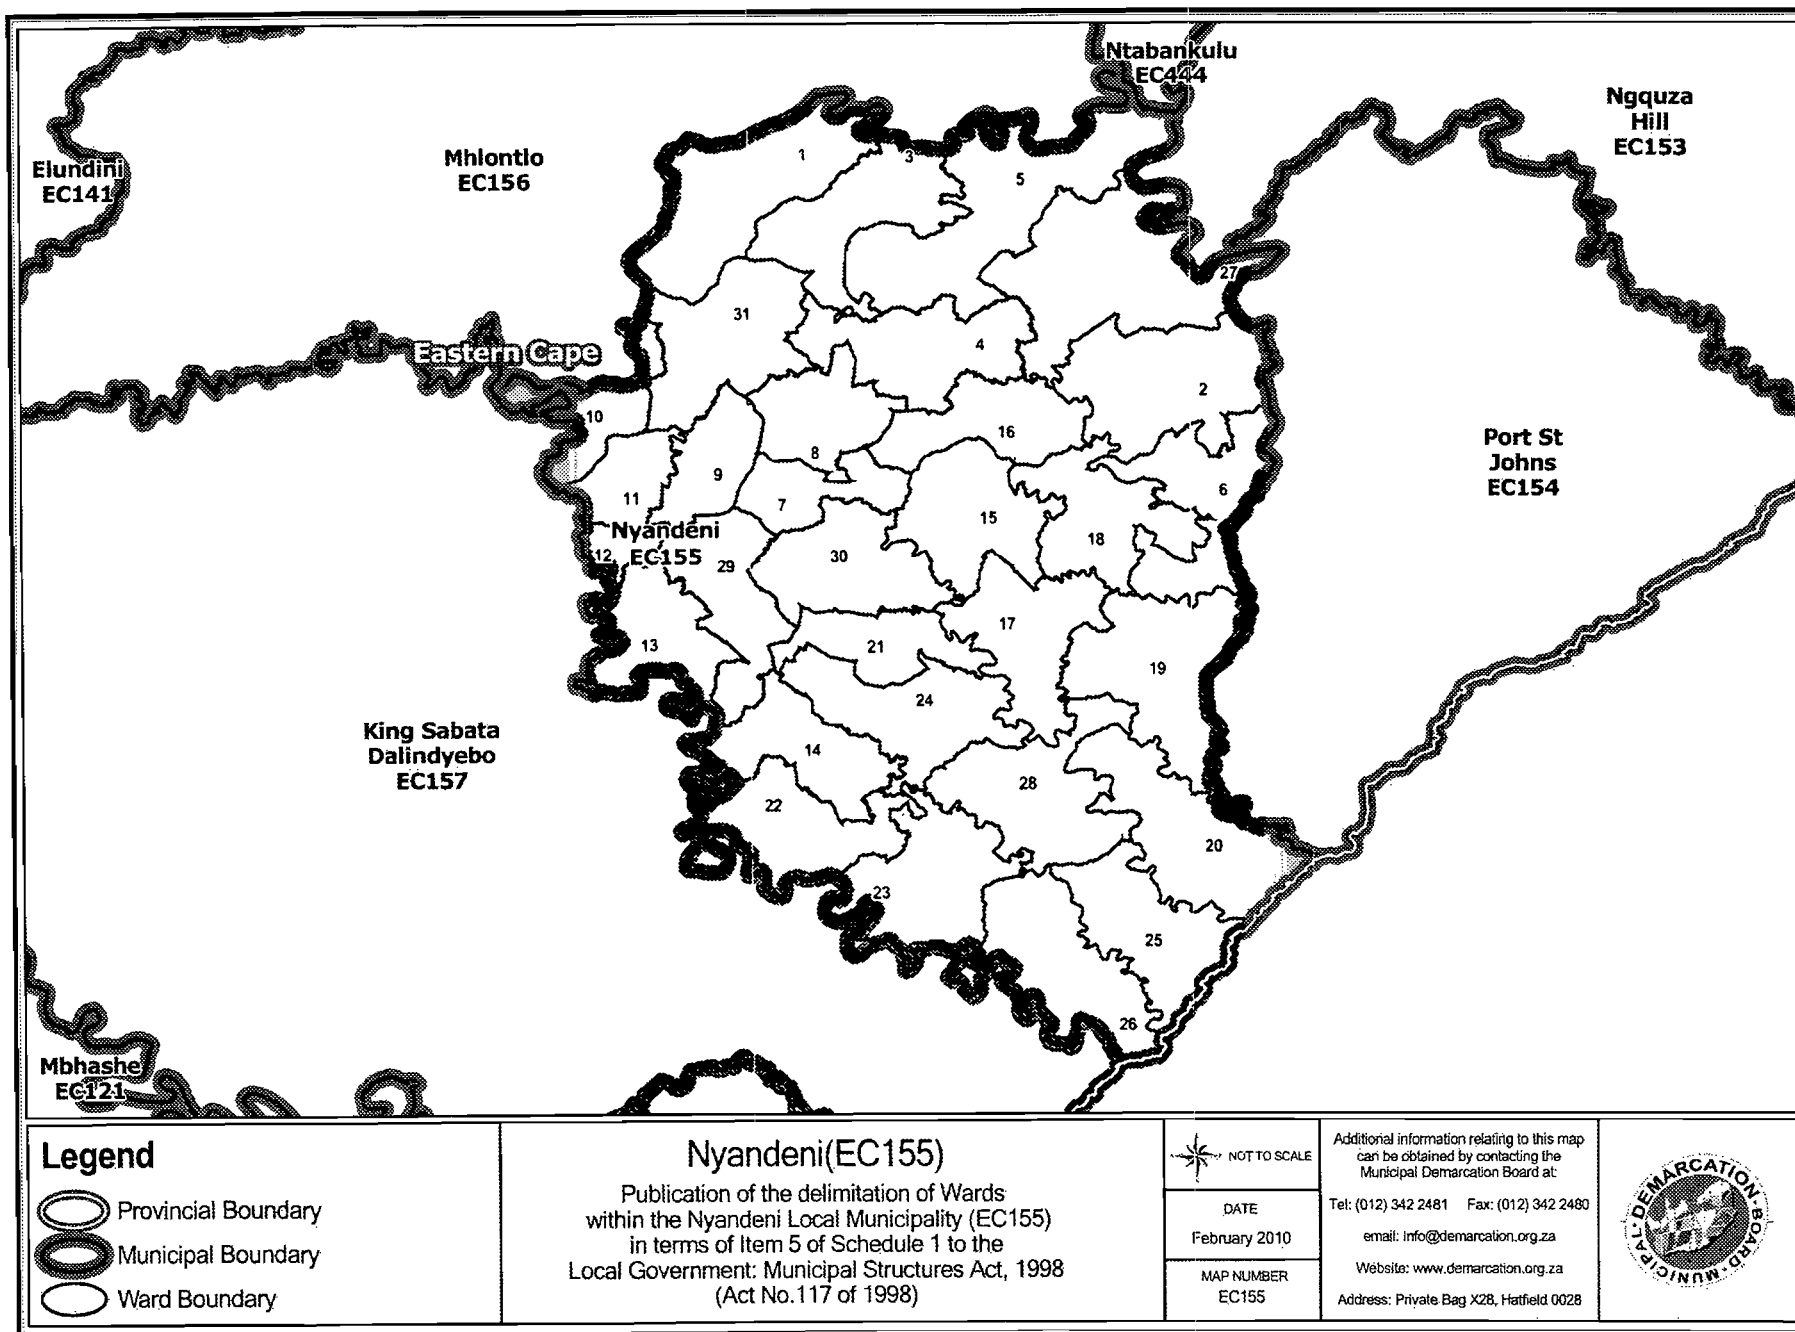 Ntabankulu
EC444
Ngquza
Hill
EC153
Elundini
EC141
Mhlontlo
EC156
1
3
5
27
31
4
Eastern Cape
2
10
16
8
9
6
Port St
Johns
EC154
11
7
15
Nyandeni
EC155
12
18
30
29
17
13
21
19
24
King Sabata
Dalindyebo
EC157
14
28
22
20
23
25
26
Mbhashe
EC121
Legend
Provincial Boundary
Municipal Boundary
Ward Boundary
Nyandeni(EC155)
Publication of the delimitation of Wards
within the Nyandeni Local Municipality (EC155)
in terms of Item 5 of Schedule 1 to the
Local Government: Municipal Structures Act, 1998
(Act No.117 of 1998)
NOT TO SCALE
DATE
February 2010
MAP NUMBER
EC155
Additional information relating to this map
can be obtained by contacting the
Municipal Demarcation Board at:
Tel: (012) 342 2481 Fax: (012) 342 2480
email: info@demarcation.org.za
Website: www.demarcation.org.za
Address: Private Bag X28, Hatfield 0028
MUNICIPAL DEMARCATION BOARD